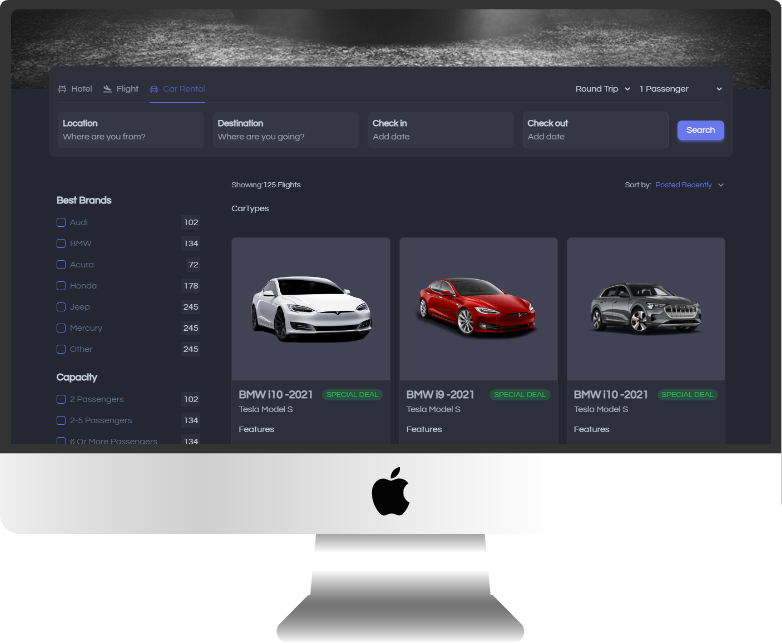 Hotel Flight Car Rental Round Trip 1 Passenger
Location Destination Check in Check out
Where are you from? Where are you going? Add date Add date Search
Showing:125 Flights Sort by: Posted Recently
Best Brands
CarTypes
Audi 102
BMW 134
Acura 72
Honda 178
Jeep 245
Mercury 245
Other 245
Capacity
2 Passengers 102
2-5 Passengers 134
6 Or More Passengers 134
BMW i10 -2021 SPECIAL DEAL
Tesla Model S
Features
BMW i9 -2021 SPECIAL DEAL
Tesla Model S
Features
BMW i10 -2021 SPECIAL DEAL
Tesla Model S
Features